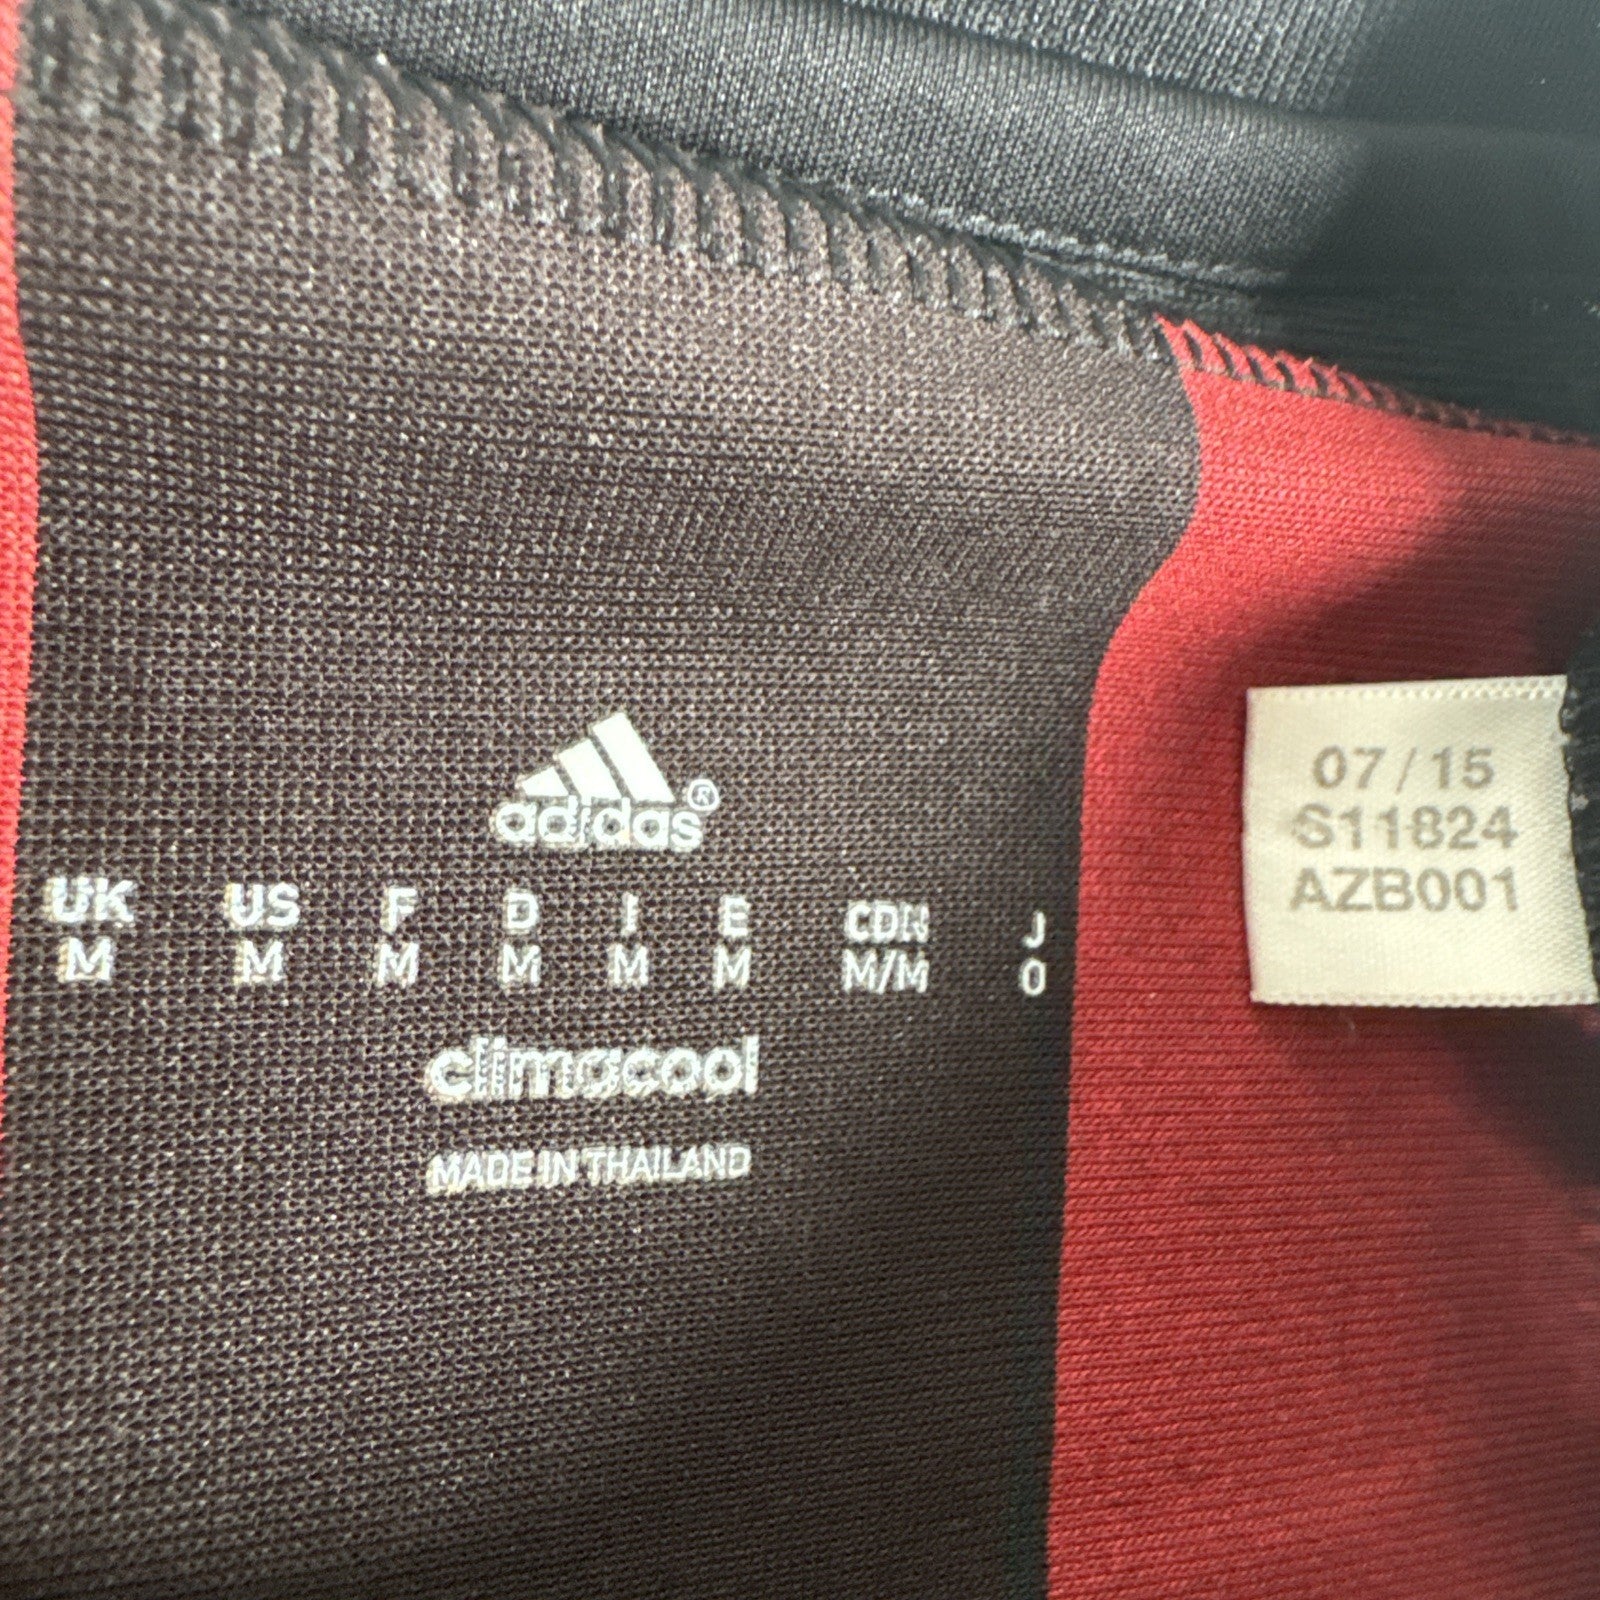 adidas®
UK US F D I E CDN J
M M M M M M M/M O
climacool
MADE IN THAILAND
07/15
S11824
AZB001